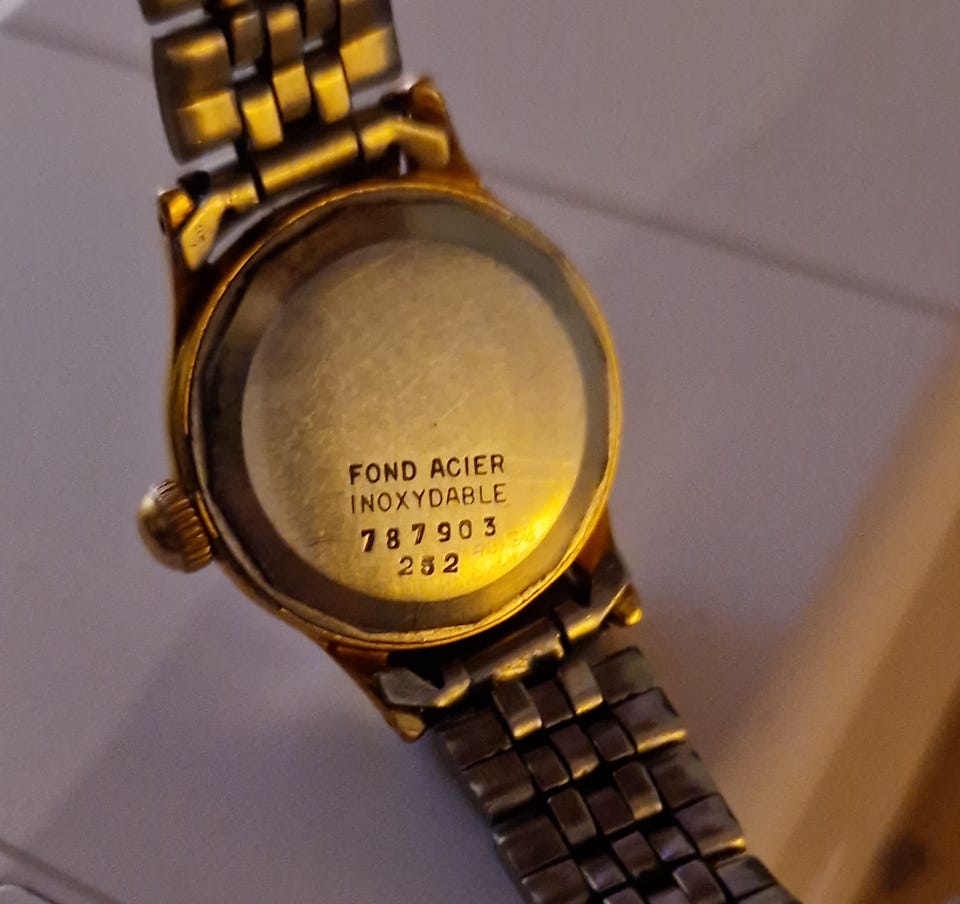 FOND ACIER
INOXYDABLE
787903
252